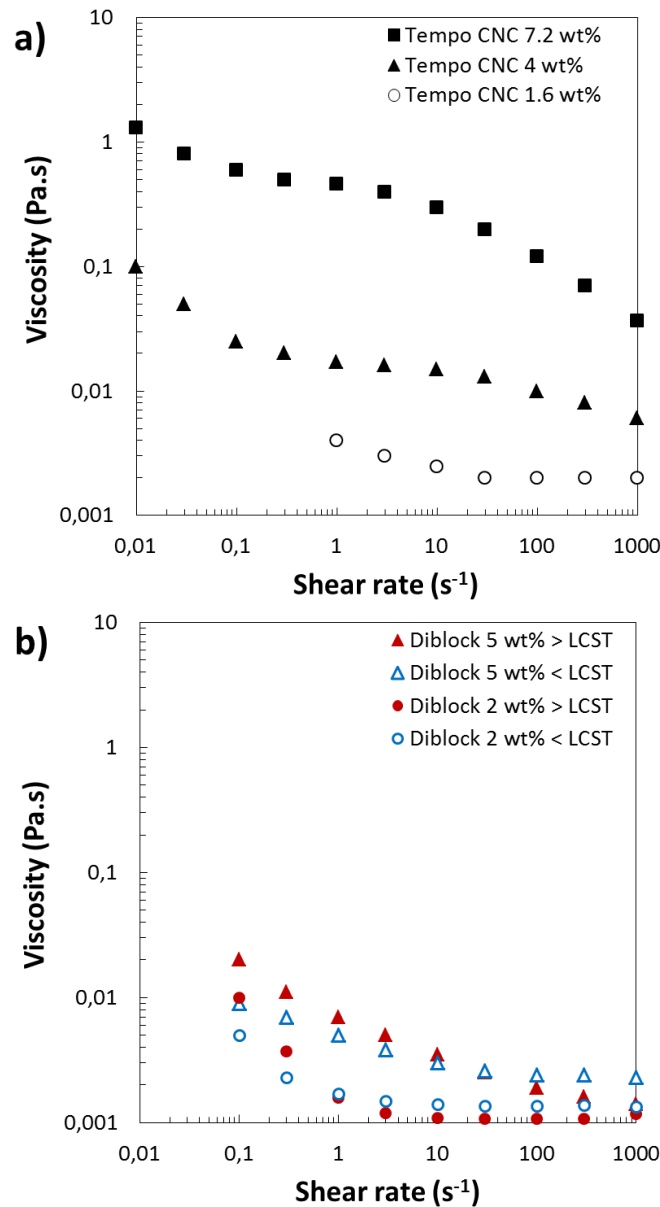 a)
10
1
0,1
0,01
0,001
Viscosity (Pa.s)
Tempo CNC 7.2 wt%
Tempo CNC 4 wt%
Tempo CNC 1.6 wt%
0,01 0,1 1 10 100 1000
Shear rate (s⁻¹)
b)
10
1
0,1
0,01
0,001
Viscosity (Pa.s)
Diblock 5 wt% > LCST
Diblock 5 wt% < LCST
Diblock 2 wt% > LCST
Diblock 2 wt% < LCST
0,01 0,1 1 10 100 1000
Shear rate (s⁻¹)